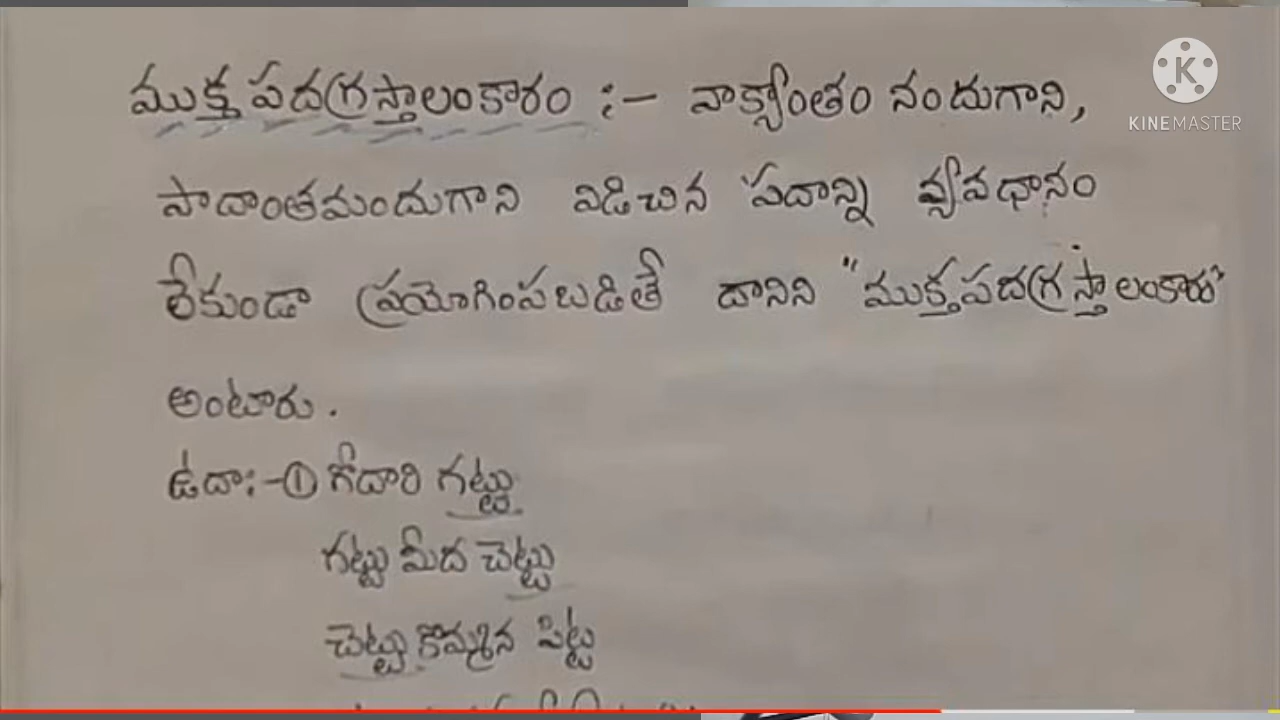 ముక్తపదగ్రస్తాలంకారం :- వాక్యాంతం నందుగాని,
KINEMASTER
పాదాంతమందుగాని విడిచిన పదాన్ని వ్యవధానం
లేకుండా ప్రయోగింపబడితే దానిని "ముక్తపదగ్రస్తాలంకారం"
అంటారు.
ఉదా:-① గోదారి గట్టు
గట్టు మీద చెట్టు
చెట్టు కొమ్మన పిట్ట